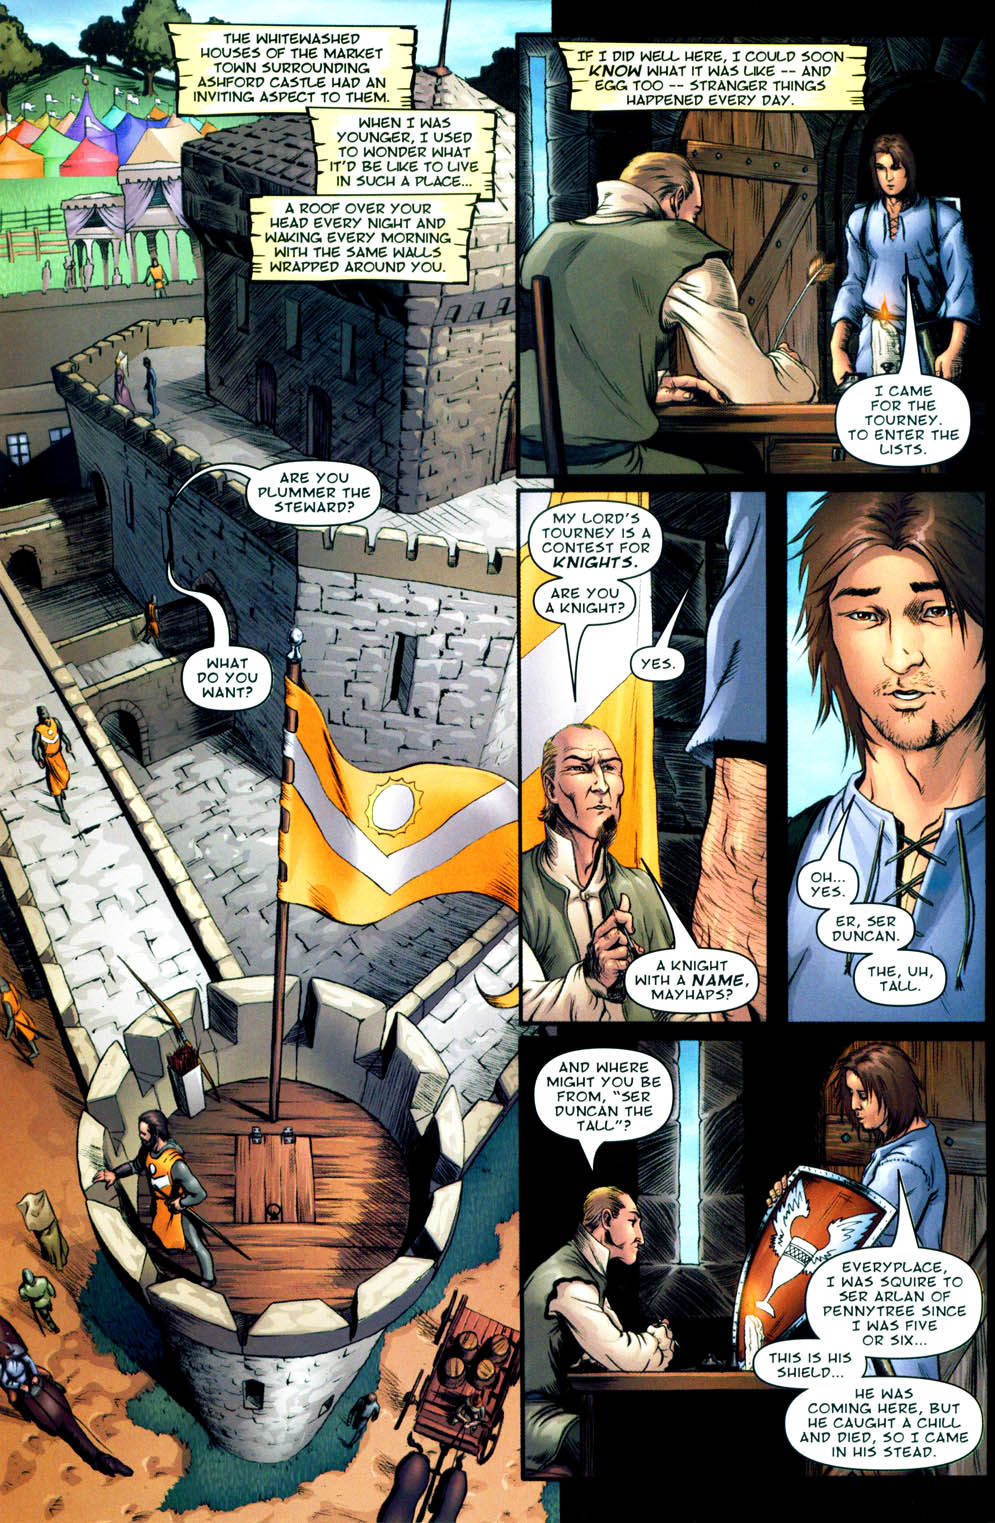 THE WHITEWASHED
HOUSES OF THE MARKET
TOWN SURROUNDING
ASHFORD CASTLE HAD AN
INVITING ASPECT TO THEM.
WHEN I WAS
YOUNGER, I USED
TO WONDER WHAT
IT'D BE LIKE TO LIVE
IN SUCH A PLACE...
A ROOF OVER YOUR
HEAD EVERY NIGHT AND
WAKING EVERY MORNING
WITH THE SAME WALLS
WRAPPED AROUND YOU.
ARE YOU
PLUMMER THE
STEWARD?
WHAT
DO YOU
WANT?
IF I DID WELL HERE, I COULD SOON
KNOW WHAT IT WAS LIKE -- AND
EGG TOO -- STRANGER THINGS
HAPPENED EVERY DAY.
I CAME
FOR THE
TOURNEY.
TO ENTER THE
LISTS.
MY LORD'S
TOURNEY IS A
CONTEST FOR
KNIGHTS.
ARE YOU
A KNIGHT?
YES.
A KNIGHT
WITH A NAME,
MAYHAPS?
OH...
YES.
ER, SER
DUNCAN.
THE, UH,
TALL.
AND WHERE
MIGHT YOU BE
FROM, "SER
DUNCAN THE
TALL"?
EVERYPLACE,
I WAS SQUIRE TO
SER ARLAN OF
PENNYTREE SINCE
I WAS FIVE
OR SIX...
THIS IS HIS
SHIELD...
HE WAS
COMING HERE, BUT
HE CAUGHT A CHILL
AND DIED, SO I CAME
IN HIS STEAD.